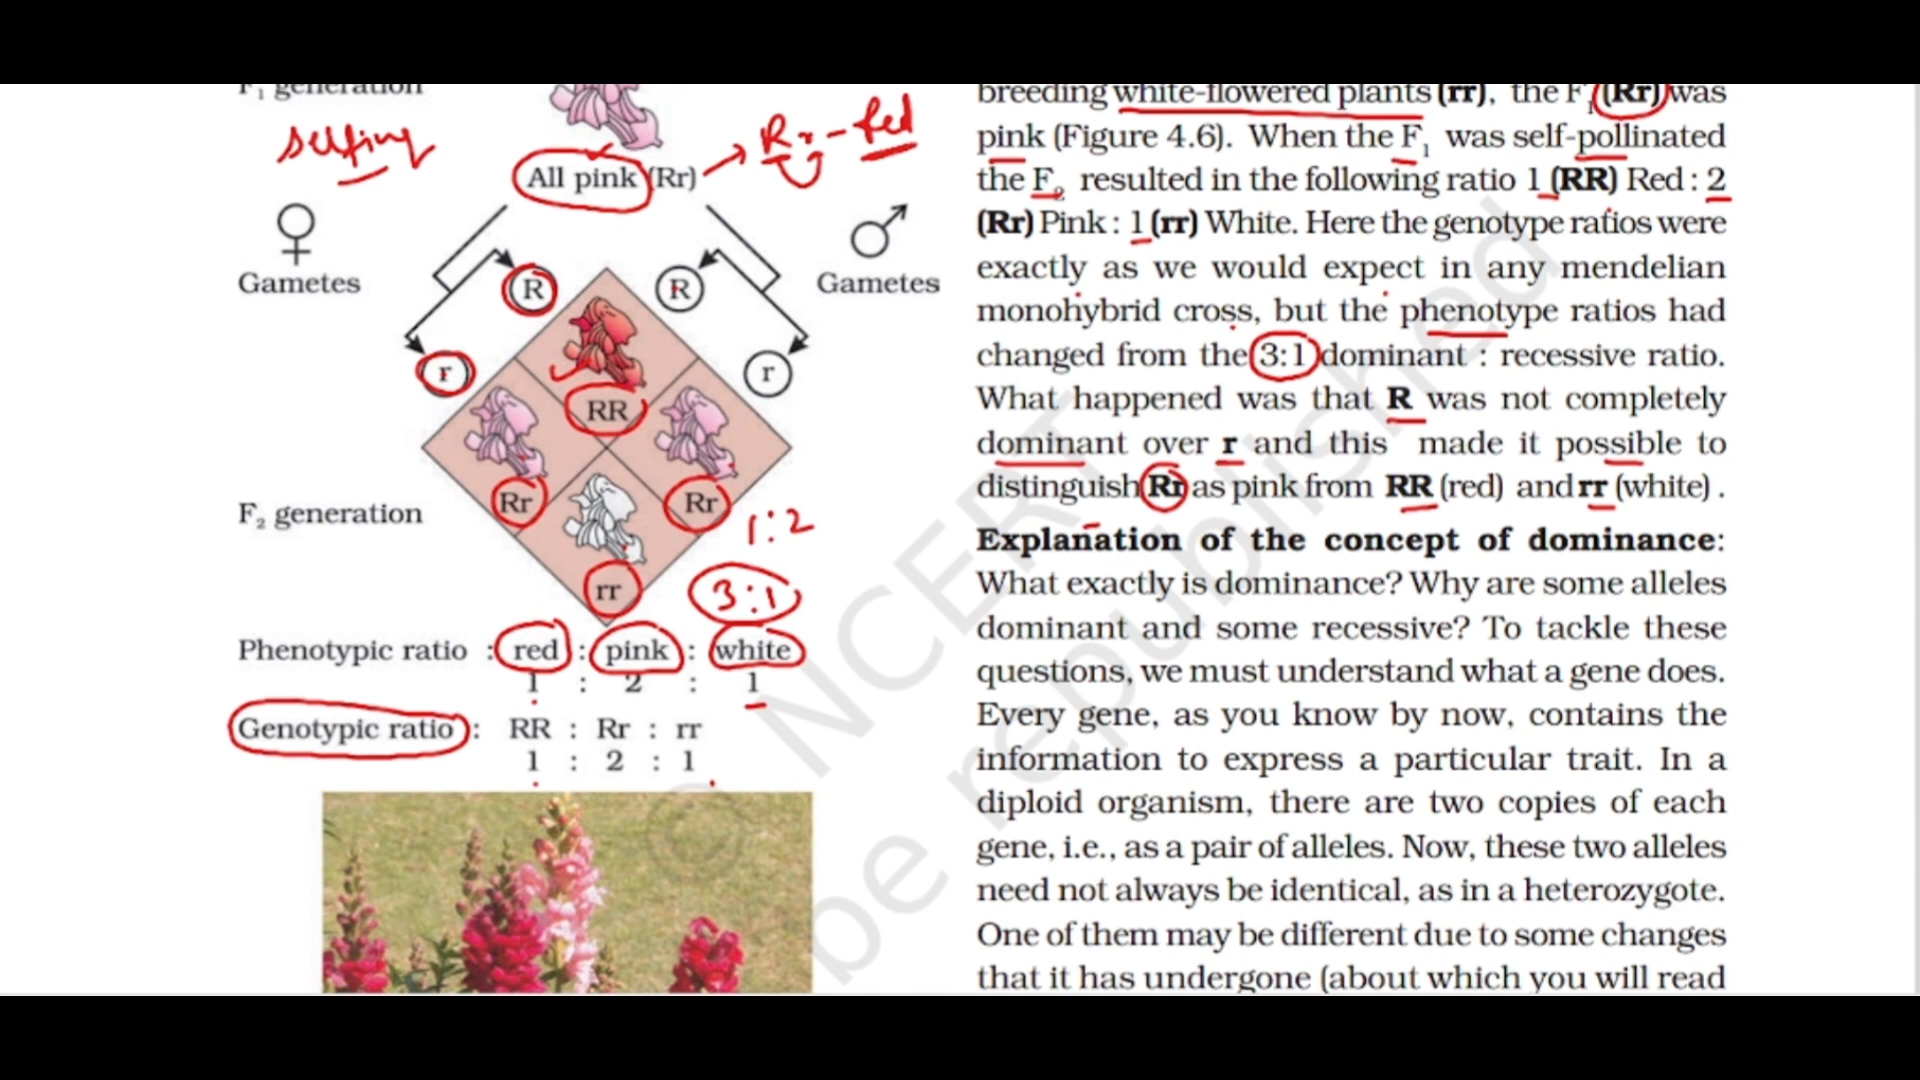 F₁ generation
selfing
Rr - Red
All pink (Rr)
Gametes
Gametes
R
R
r
r
RR
Rr
Rr
1:2
F₂ generation
rr
3:1
Phenotypic ratio : red : pink : white
1 : 2 : 1
Genotypic ratio : RR : Rr : rr
1 : 2 : 1
breeding white-flowered plants (rr), the F₁ (Rr) was
pink (Figure 4.6). When the F₁ was self-pollinated
the F₂ resulted in the following ratio 1 (RR) Red : 2
(Rr) Pink : 1 (rr) White. Here the genotype ratios were
exactly as we would expect in any mendelian
monohybrid cross, but the phenotype ratios had
changed from the 3:1 dominant : recessive ratio.
What happened was that R was not completely
dominant over r and this made it possible to
distinguish Rr as pink from RR (red) and rr (white) .
Explanation of the concept of dominance:
What exactly is dominance? Why are some alleles
dominant and some recessive? To tackle these
questions, we must understand what a gene does.
Every gene, as you know by now, contains the
information to express a particular trait. In a
diploid organism, there are two copies of each
gene, i.e., as a pair of alleles. Now, these two alleles
need not always be identical, as in a heterozygote.
One of them may be different due to some changes
that it has undergone (about which you will read
© NCERT
be republished